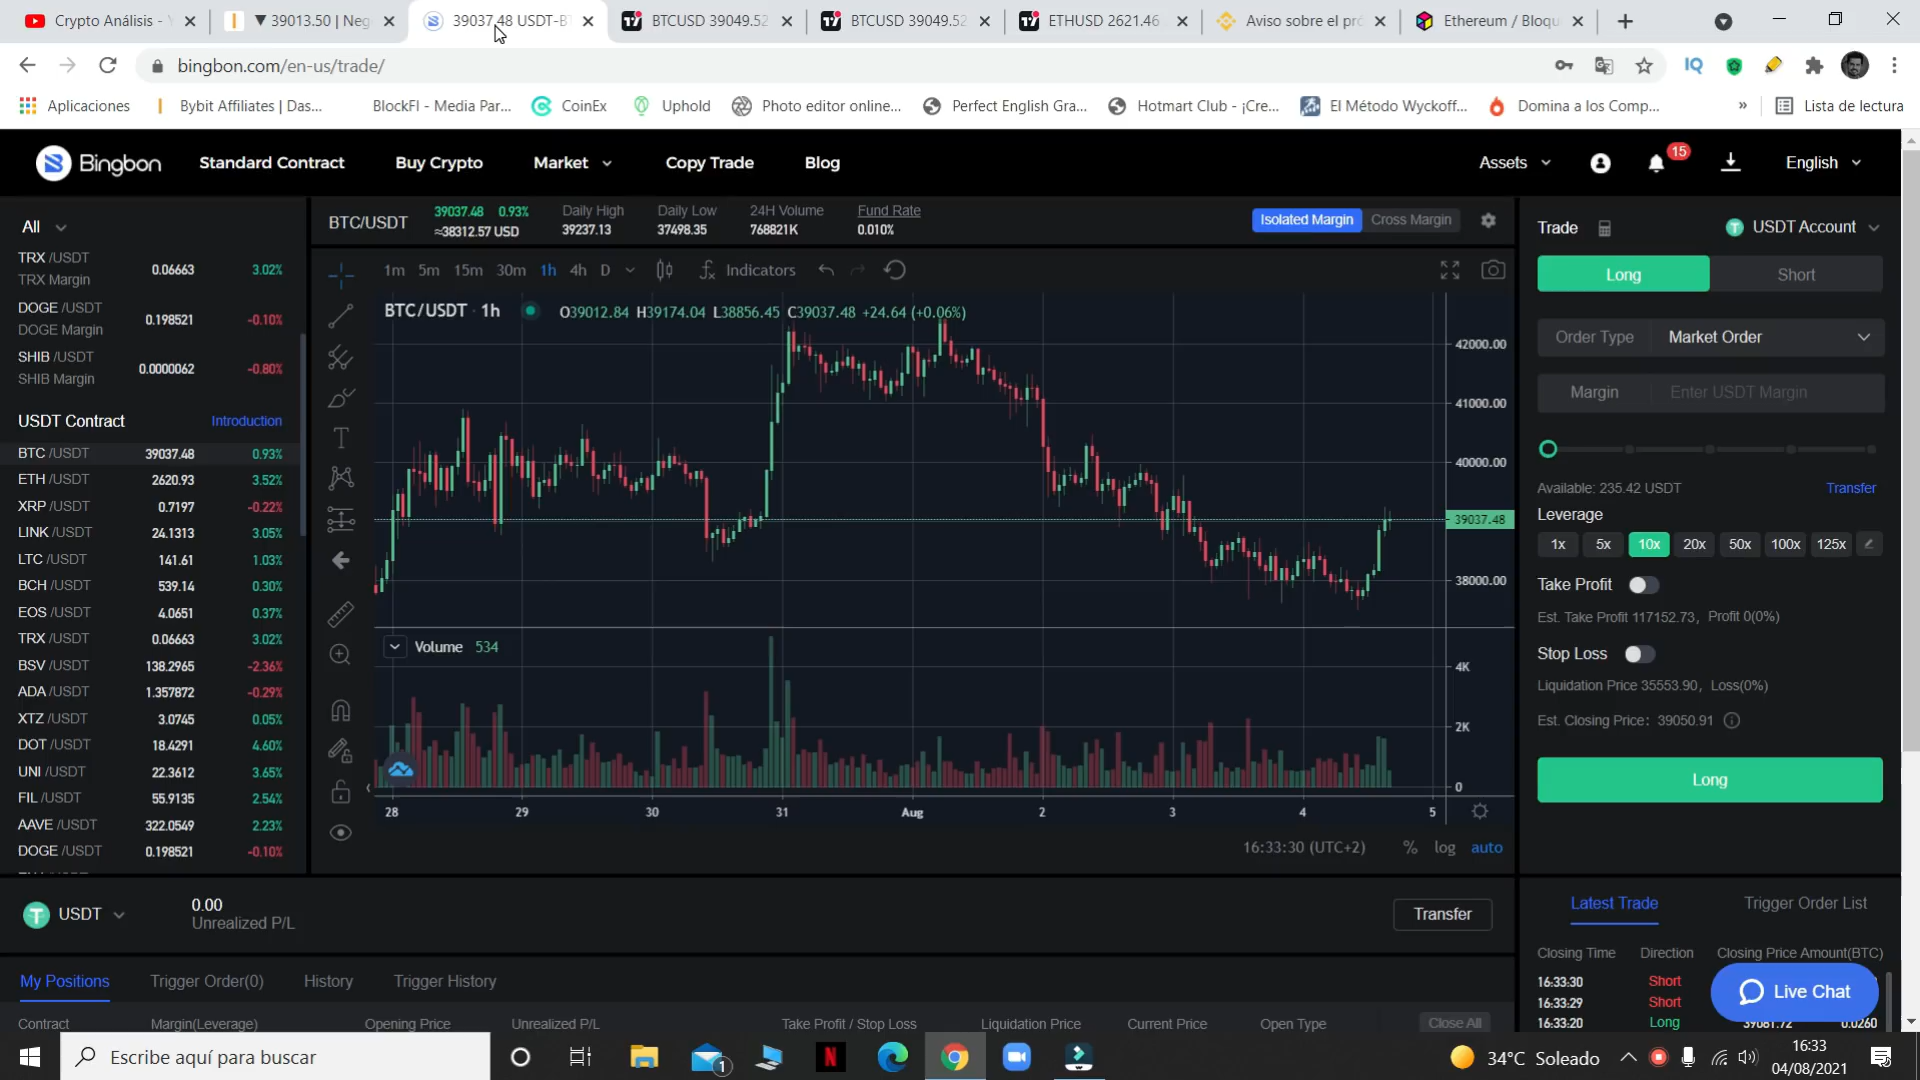 Crypto Análisis -
▼ 39013.50 | Neg
39037.48 USDT-BT
BTCUSD 39049.52
BTCUSD 39049.52
ETHUSD 2621.46
Aviso sobre el pr
Ethereum / Bloqu
bingbon.com/en-us/trade/
IQ
Aplicaciones
Bybit Affiliates | Das...
BlockFI - Media Par...
CoinEx
Uphold
Photo editor online...
Perfect English Gra...
Hotmart Club - ¡Cre...
El Método Wyckoff...
Domina a los Comp...
»
Lista de lectura
Bingbon
Standard Contract
Buy Crypto
Market
Copy Trade
Blog
Assets
15
English
All
TRX /USDT
TRX Margin
0.06663
3.02%
DOGE /USDT
DOGE Margin
0.198521
-0.10%
SHIB /USDT
SHIB Margin
0.0000062
-0.80%
USDT Contract
Introduction
BTC /USDT 39037.48 0.93%
ETH /USDT 2620.93 3.52%
XRP /USDT 0.7197 -0.22%
LINK /USDT 24.1313 3.05%
LTC /USDT 141.61 1.03%
BCH /USDT 539.14 0.30%
EOS /USDT 4.0651 0.37%
TRX /USDT 0.06663 3.02%
BSV /USDT 138.2965 -2.36%
ADA /USDT 1.357872 -0.29%
XTZ /USDT 3.0745 0.05%
DOT /USDT 18.4291 4.60%
UNI /USDT 22.3612 3.65%
FIL /USDT 55.9135 2.54%
AAVE /USDT 322.0549 2.23%
DOGE /USDT 0.198521 -0.10%
BTC/USDT
39037.48 0.93%
≈38312.57 USD
Daily High
39237.13
Daily Low
37498.35
24H Volume
768821K
Fund Rate
0.010%
Isolated Margin
Cross Margin
1m 5m 15m 30m 1h 4h D
Indicators
BTC/USDT · 1h
O39012.84 H39174.04 L38856.45 C39037.48 +24.64 (+0.06%)
42000.00
41000.00
40000.00
39037.48
38000.00
Volume 534
4K
2K
0
28 29 30 31 Aug 2 3 4 5
16:33:30 (UTC+2) % log auto
Trade
USDT Account
Long
Short
Order Type Market Order
Margin Enter USDT Margin
Available: 235.42 USDT
Transfer
Leverage
1x 5x 10x 20x 50x 100x 125x
Take Profit
Est. Take Profit 117152.73, Profit 0(0%)
Stop Loss
Liquidation Price 35553.90, Loss(0%)
Est. Closing Price: 39050.91
Long
USDT
0.00
Unrealized P/L
Transfer
My Positions
Trigger Order(0)
History
Trigger History
Contract
Margin(Leverage)
Opening Price
Unrealized P/L
Take Profit / Stop Loss
Liquidation Price
Current Price
Open Type
Close All
Latest Trade
Trigger Order List
Closing Time Direction Closing Price Amount(BTC)
16:33:30 Short
16:33:29 Short
16:33:20 Long
Live Chat
Escribe aquí para buscar
1
34°C Soleado
16:33
04/08/2021